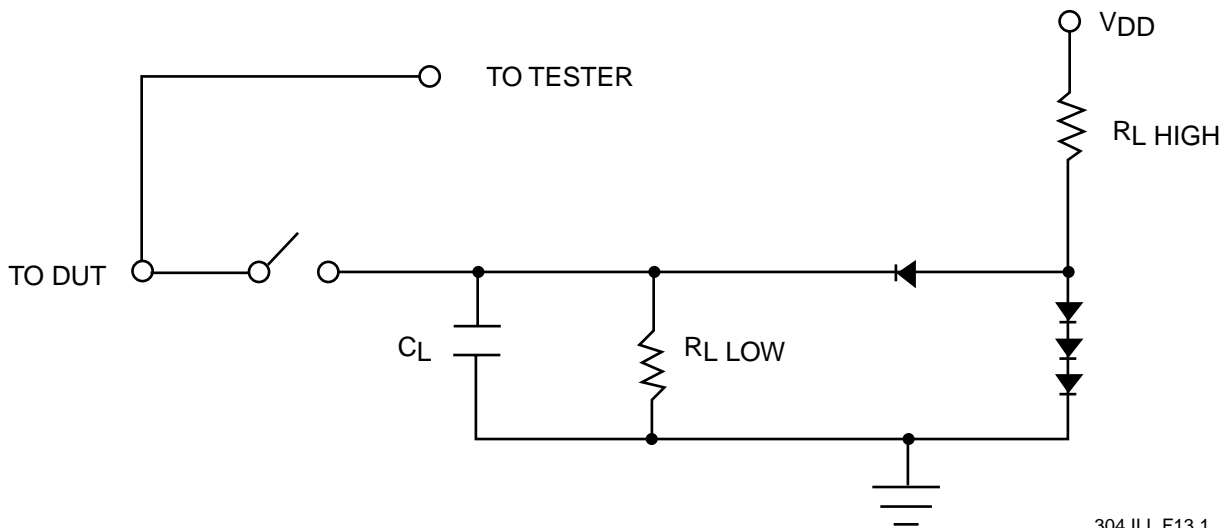 VDD
TO TESTER
RL HIGH
TO DUT
CL
RL LOW
304 ILL F13.1